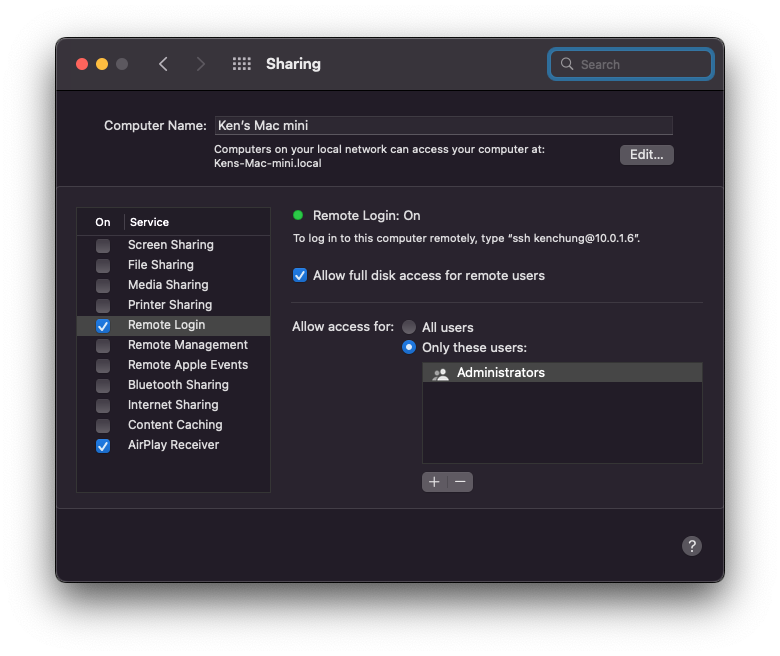 Sharing
Search
Computer Name: Ken’s Mac mini
Computers on your local network can access your computer at:
Kens-Mac-mini.local
Edit...
On Service
Screen Sharing
File Sharing
Media Sharing
Printer Sharing
Remote Login
Remote Management
Remote Apple Events
Bluetooth Sharing
Internet Sharing
Content Caching
AirPlay Receiver
Remote Login: On
To log in to this computer remotely, type “ssh kenchung@10.0.1.6”.
Allow full disk access for remote users
Allow access for: All users
Only these users:
Administrators
+ −
?